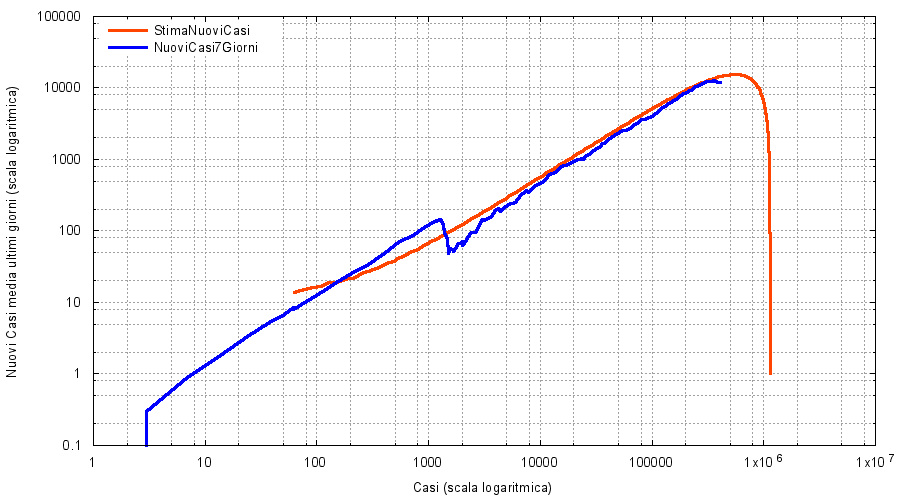 100000
10000
1000
100
10
1
0.1
StimaNuoviCasi
NuoviCasi7Giorni
Nuovi Casi media ultimi giorni (scala logaritmica)
1 10 100 1000 10000 100000 1x10^6 1x10^7
Casi (scala logaritmica)